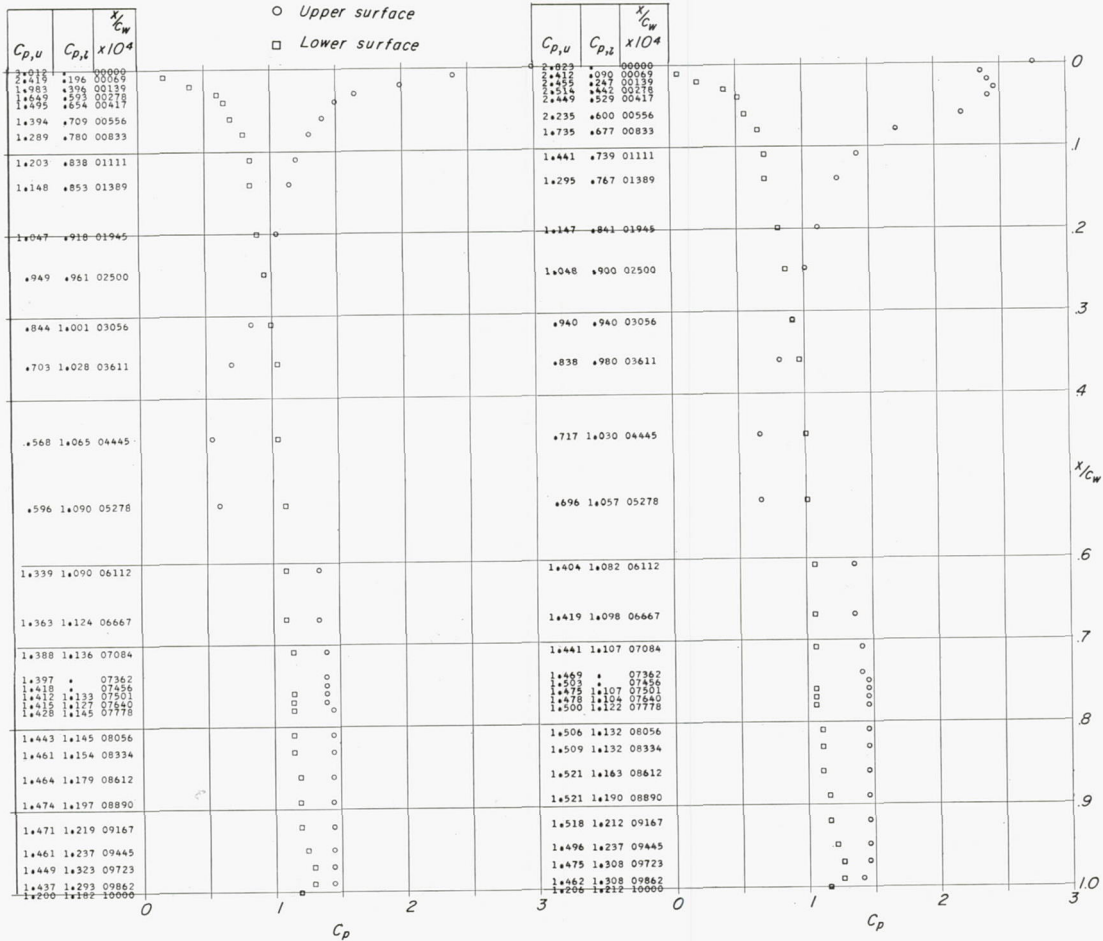 ○ Upper surface
□ Lower surface
x/cw
Cp,u Cp,l x10⁴
3.012 . 00000
2.419 .196 00069
1.983 .396 00139
1.649 .593 00278
1.495 .654 00417
1.394 .709 00556
1.289 .780 00833
1.203 .838 01111
1.148 .853 01389
1.047 .918 01945
.949 .961 02500
.844 1.001 03056
.703 1.028 03611
.568 1.065 04445
.596 1.090 05278
1.339 1.090 06112
1.363 1.124 06667
1.388 1.136 07084
1.397 . 07362
1.418 . 07456
1.412 1.133 07501
1.415 1.127 07640
1.428 1.145 07778
1.443 1.145 08056
1.461 1.154 08334
1.464 1.179 08612
1.474 1.197 08890
1.471 1.219 09167
1.461 1.237 09445
1.449 1.323 09723
1.437 1.293 09862
1.200 1.182 10000
0 1 2 3
Cp
x/cw
Cp,u Cp,l x10⁴
2.823 . 00000
2.412 .090 00069
2.455 .247 00139
2.514 .442 00278
2.449 .529 00417
2.235 .600 00556
1.735 .677 00833
1.441 .739 01111
1.295 .767 01389
1.147 .841 01945
1.048 .900 02500
.940 .940 03056
.838 .980 03611
.717 1.030 04445
.696 1.057 05278
1.404 1.082 06112
1.419 1.098 06667
1.441 1.107 07084
1.469 . 07362
1.503 . 07456
1.475 1.107 07501
1.478 1.104 07640
1.500 1.122 07778
1.506 1.132 08056
1.509 1.132 08334
1.521 1.163 08612
1.521 1.190 08890
1.518 1.212 09167
1.496 1.237 09445
1.475 1.308 09723
1.462 1.308 09862
1.206 1.212 10000
0 1 2 3
Cp
0
.1
.2
.3
.4
x/cw
.6
.7
.8
.9
1.0